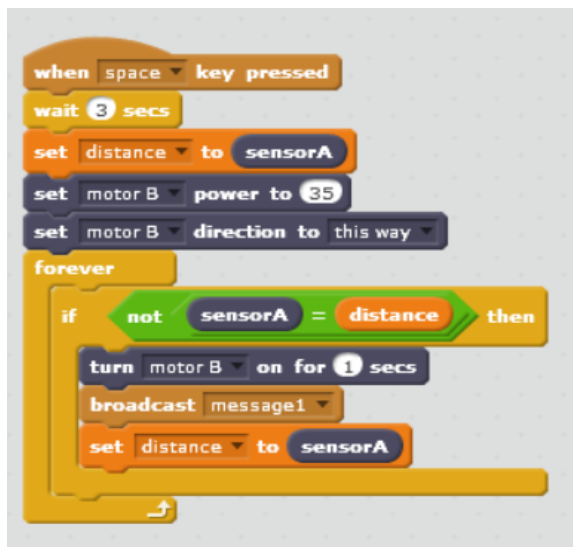 when space key pressed
wait 3 secs
set distance to sensorA
set motor B power to 35
set motor B direction to this way
forever
if not sensorA = distance then
turn motor B on for 1 secs
broadcast message1
set distance to sensorA